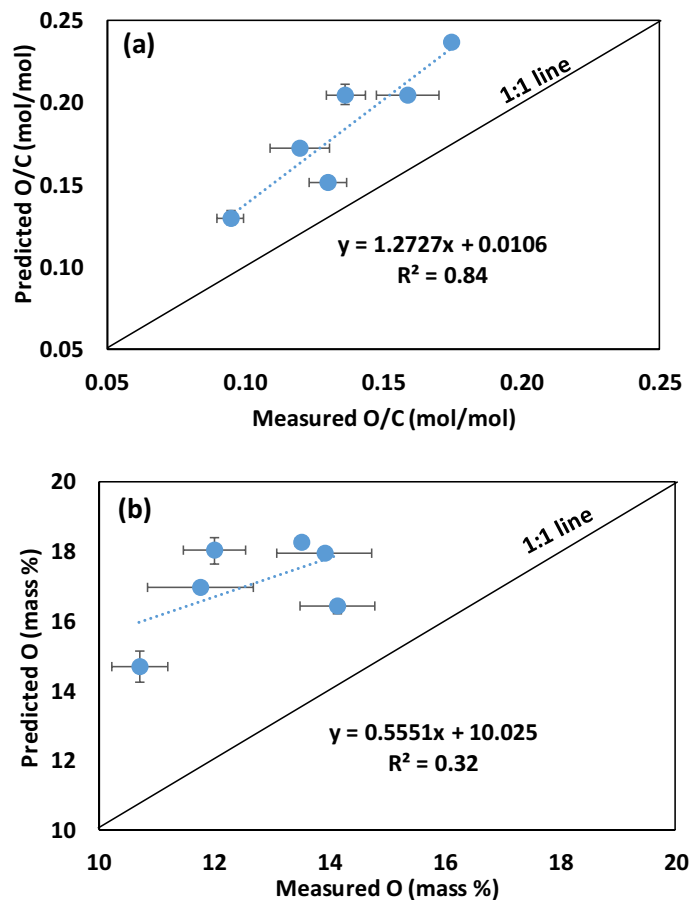 (a)
Predicted O/C (mol/mol)
0.25
0.20
0.15
0.10
0.05
1:1 line
y = 1.2727x + 0.0106
R² = 0.84
0.05 0.10 0.15 0.20 0.25
Measured O/C (mol/mol)
(b)
Predicted O (mass %)
20
18
16
14
12
10
1:1 line
y = 0.5551x + 10.025
R² = 0.32
10 12 14 16 18 20
Measured O (mass %)